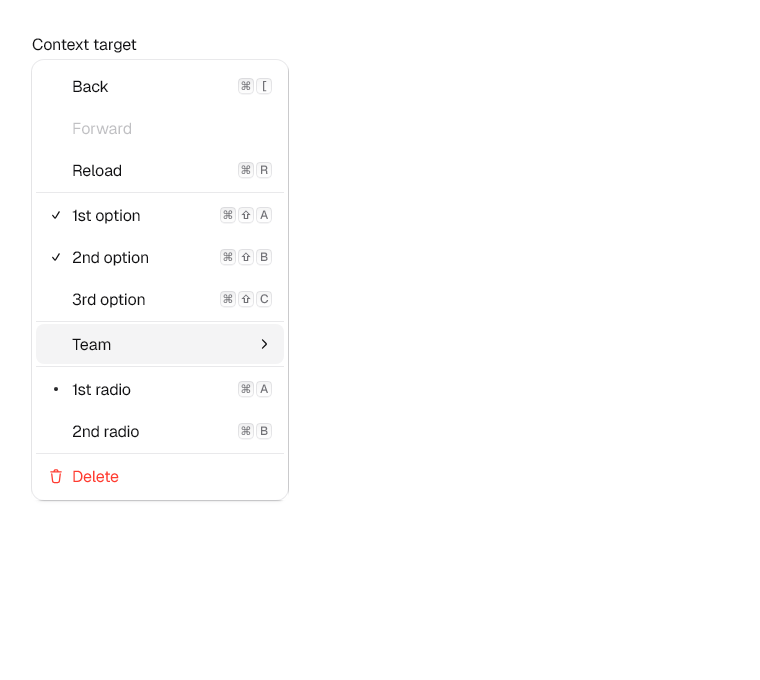 Context target
Back ⌘ [
Forward
Reload ⌘ R
1st option ⌘ ⇧ A
2nd option ⌘ ⇧ B
3rd option ⌘ ⇧ C
Team
1st radio ⌘ A
2nd radio ⌘ B
Delete